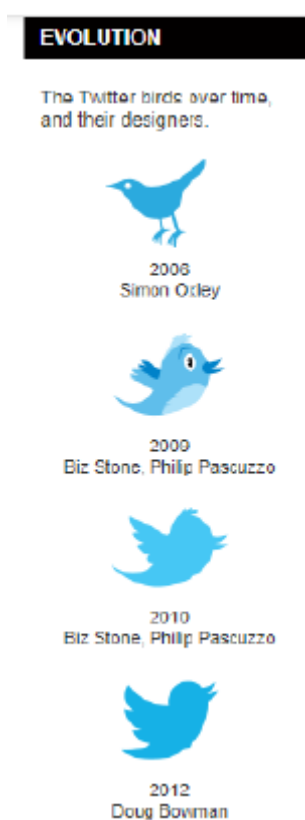 EVOLUTION
The Twitter birds over time,
and their designers.
2006
Simon Oxley
2009
Biz Stone, Philip Pascuzzo
2010
Biz Stone, Philip Pascuzzo
2012
Doug Bowman